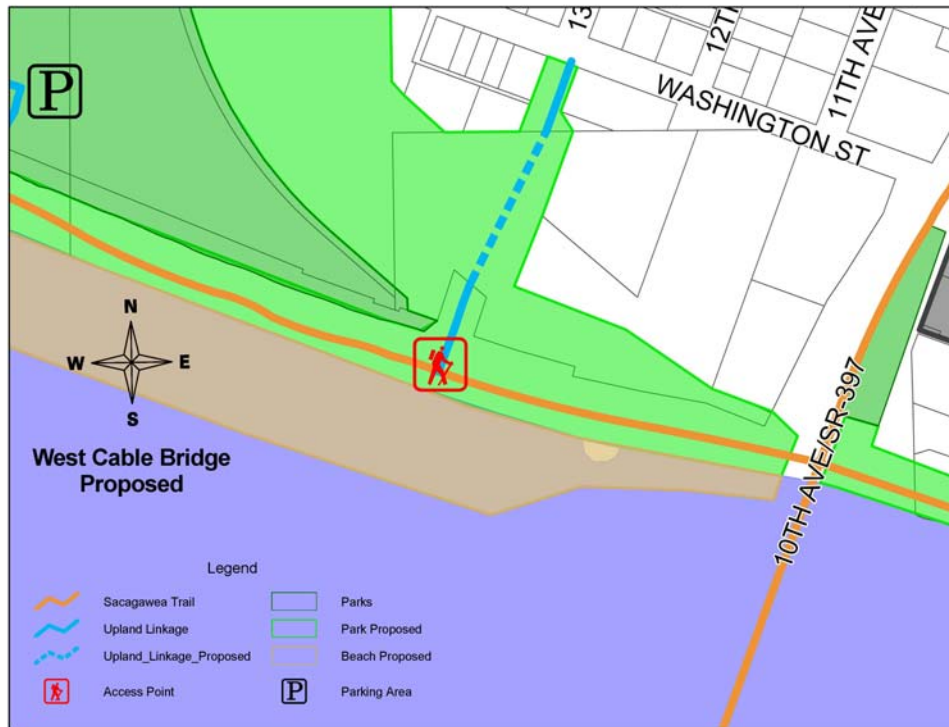 13
12TH
11TH AVE
WASHINGTON ST
P
N
W E
S
West Cable Bridge
Proposed
10TH AVE/SR-397
Legend
Sacagawea Trail
Parks
Upland Linkage
Park Proposed
Upland_Linkage_Proposed
Beach Proposed
Access Point
P
Parking Area